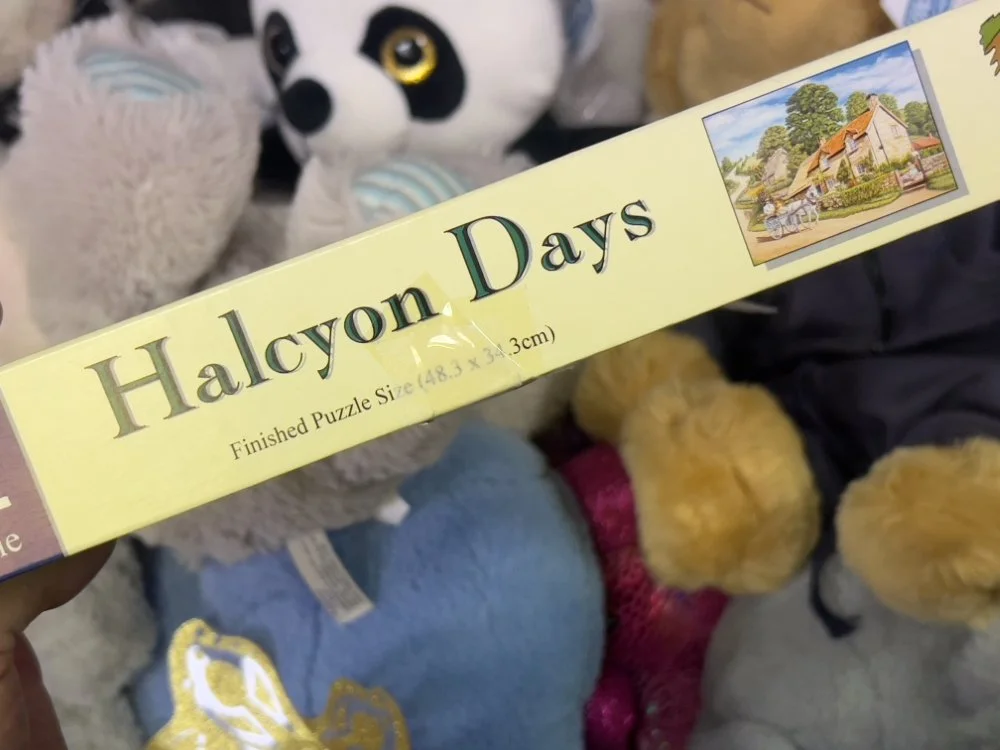 Halcyon Days
Finished Puzzle Size (48.3 x 34.3cm)